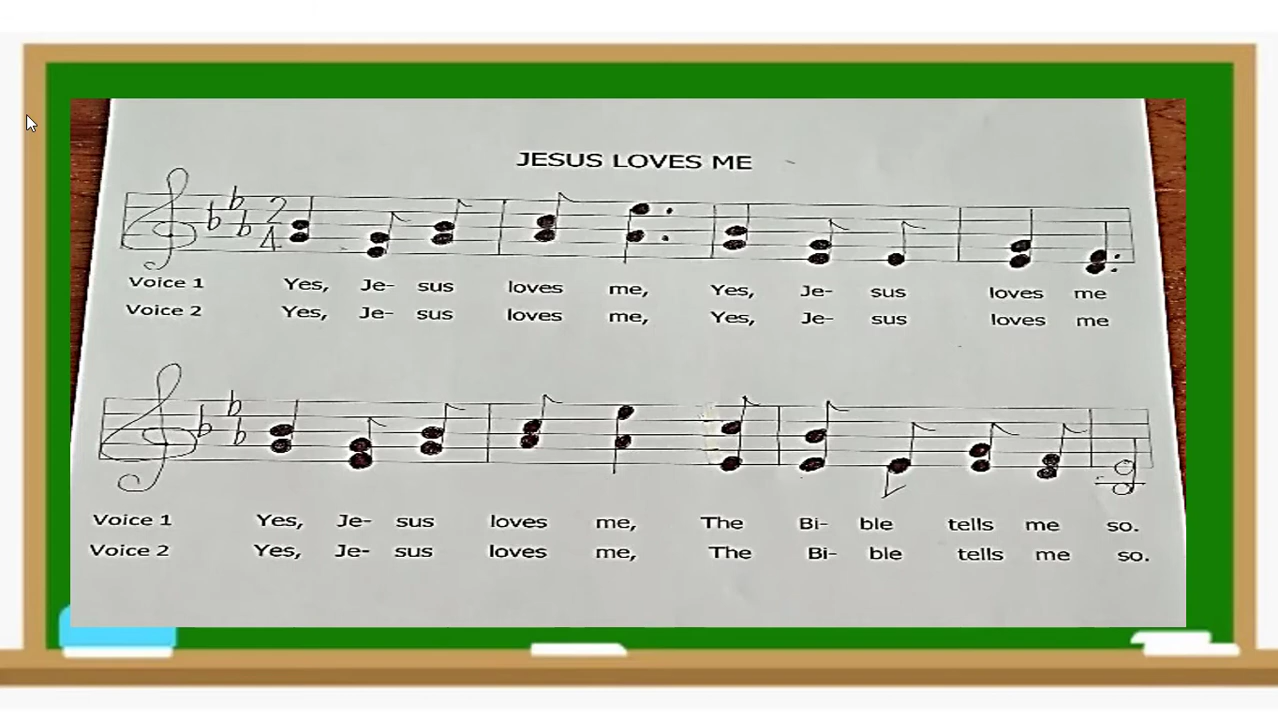 JESUS LOVES ME
2
4
Voice 1 Yes, Je- sus loves me, Yes, Je- sus loves me
Voice 2 Yes, Je- sus loves me, Yes, Je- sus loves me
Voice 1 Yes, Je- sus loves me, The Bi- ble tells me so.
Voice 2 Yes, Je- sus loves me, The Bi- ble tells me so.